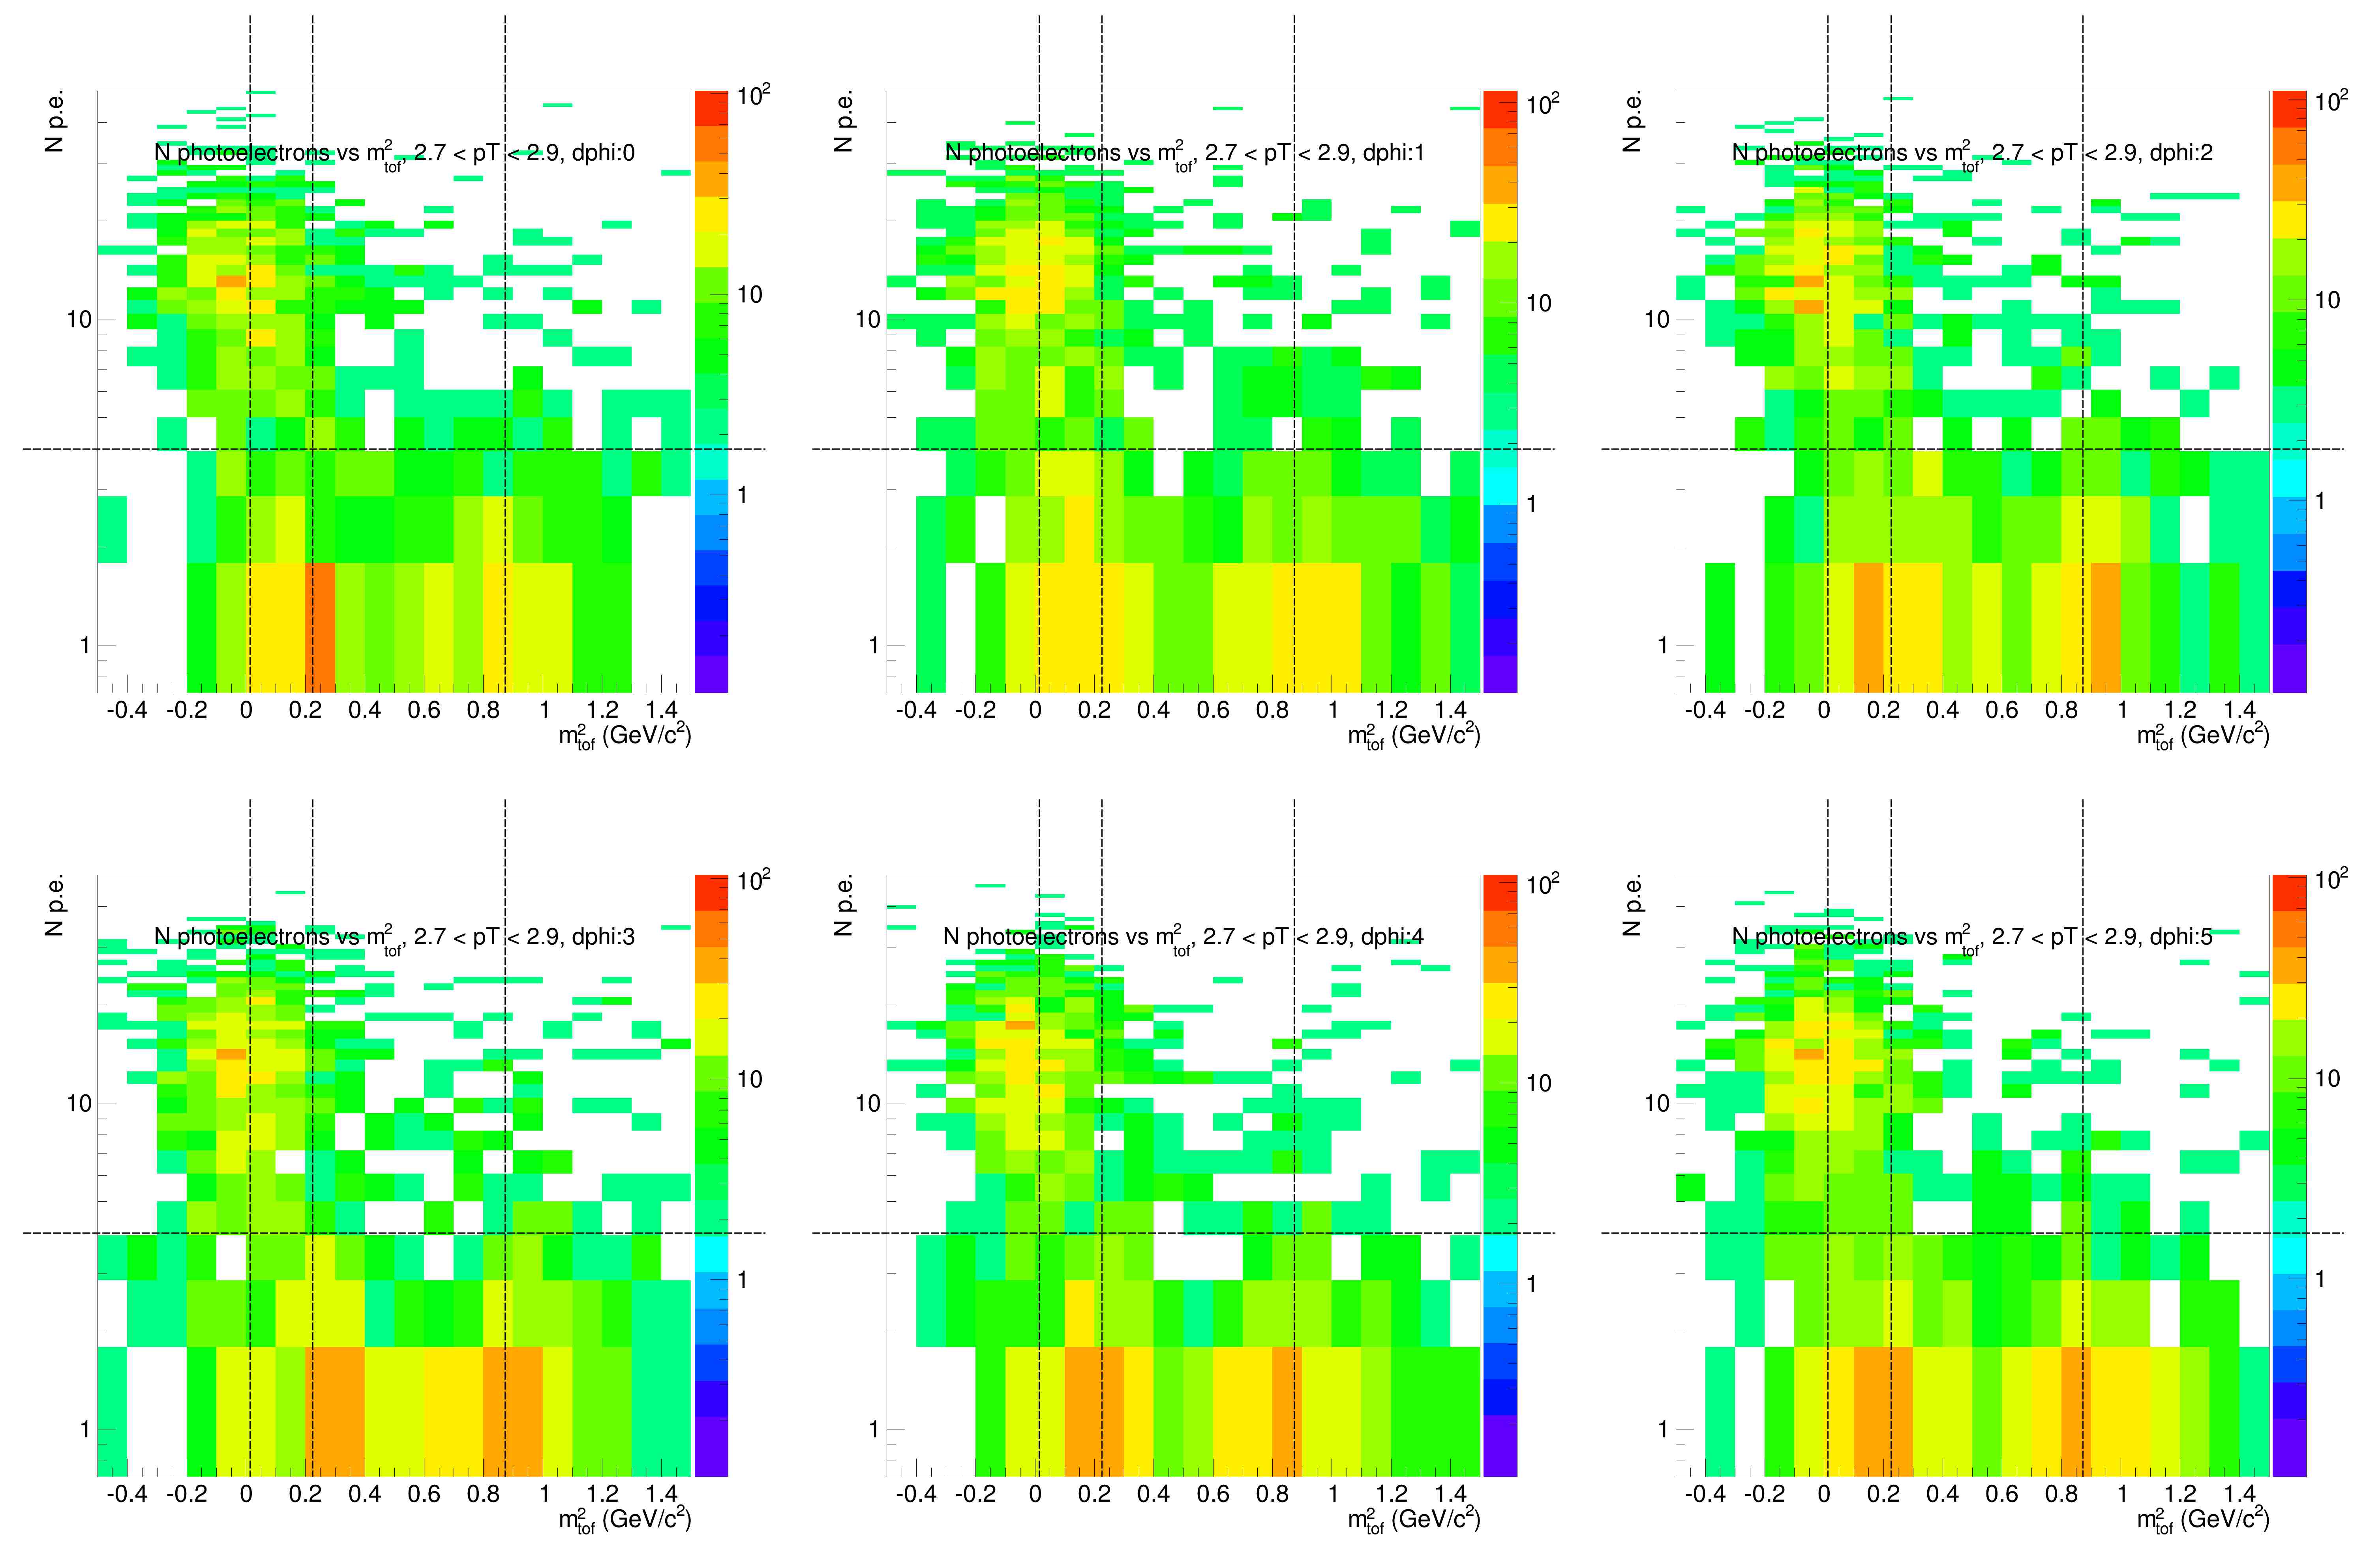 N p.e.
N photoelectrons vs m²tof, 2.7 < pT < 2.9, dphi:0
10²
10
1
10
1
-0.4 -0.2 0 0.2 0.4 0.6 0.8 1 1.2 1.4
m²tof (GeV/c²)
N p.e.
N photoelectrons vs m²tof, 2.7 < pT < 2.9, dphi:1
10²
10
1
10
1
-0.4 -0.2 0 0.2 0.4 0.6 0.8 1 1.2 1.4
m²tof (GeV/c²)
N p.e.
N photoelectrons vs m²tof, 2.7 < pT < 2.9, dphi:2
10²
10
1
10
1
-0.4 -0.2 0 0.2 0.4 0.6 0.8 1 1.2 1.4
m²tof (GeV/c²)
N p.e.
N photoelectrons vs m²tof, 2.7 < pT < 2.9, dphi:3
10²
10
1
10
1
-0.4 -0.2 0 0.2 0.4 0.6 0.8 1 1.2 1.4
m²tof (GeV/c²)
N p.e.
N photoelectrons vs m²tof, 2.7 < pT < 2.9, dphi:4
10²
10
1
10
1
-0.4 -0.2 0 0.2 0.4 0.6 0.8 1 1.2 1.4
m²tof (GeV/c²)
N p.e.
N photoelectrons vs m²tof, 2.7 < pT < 2.9, dphi:5
10²
10
1
10
1
-0.4 -0.2 0 0.2 0.4 0.6 0.8 1 1.2 1.4
m²tof (GeV/c²)